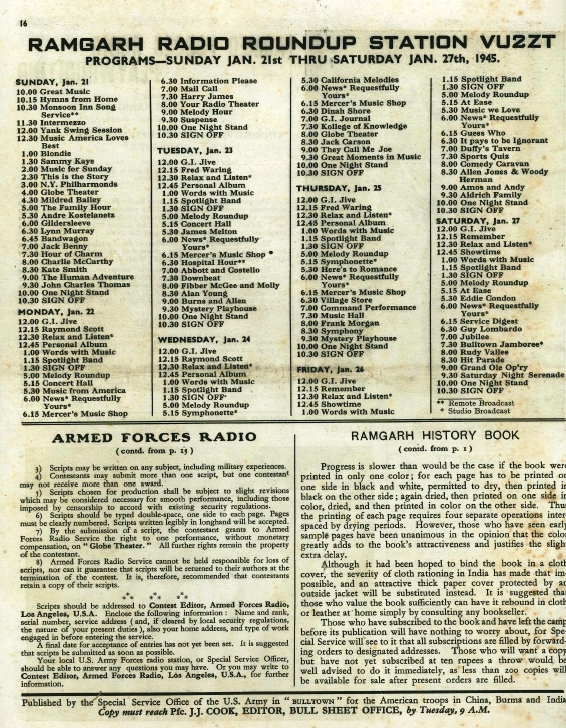 16
RAMGARH RADIO ROUNDUP STATION VU2ZT
PROGRAMS—SUNDAY JAN. 21st THRU SATURDAY JAN. 27th, 1945.
SUNDAY, Jan. 21
10.00 Great Music
10.15 Hymns from Home
10.30 Monsoon Inn Song
Service**
11.30 Intermezzo
12.00 Yank Swing Session
12.30 Music America Loves
Best
1.00 Blondie
1.30 Sammy Kaye
2.00 Music for Sunday
2.30 This is the Story
3.00 N.Y. Philharmonds
4.00 Globe Theater
4.30 Mildred Bailey
5.00 The Family Hour
5.30 Andre Kostelanetz
6.00 Gildersleeve
6.30 Lynn Murray
6.45 Bandwagon
7.00 Jack Benny
7.30 Hour of Charm
8.00 Charlie McCarthy
8.30 Kate Smith
9.00 The Human Adventure
9.30 John Charles Thomas
10.00 One Night Stand
10.30 SIGN OFF
MONDAY, Jan. 22
12.00 G.I. Jive
12.15 Raymond Scott
12.30 Relax and Listen*
12.45 Personal Album
1.00 Words with Music
1.15 Spotlight Band
1.30 SIGN OFF
5.00 Melody Roundup
5.15 Concert Hall
5.30 Music from America
6.00 News* Requestfully
Yours*
6.15 Mercer's Music Shop
6.30 Information Please
7.00 Mail Call
7.30 Harry James
8.00 Your Radio Theater
9.00 Melody Hour
9.30 Suspense
10.00 One Night Stand
10.30 SIGN OFF
TUESDAY, Jan. 23
12.00 G.I. Jive
12.15 Fred Waring
12.30 Relax and Listen*
12.45 Personal Album
1.00 Words with Music
1.15 Spotlight Band
1.30 SIGN OFF
5.00 Melody Roundup
5.15 Concert Hall
5.30 James Melton
6.00 News* Requestfully
Yours*
6.15 Mercer's Music Shop *
6.30 Hospital Hour**
7.00 Abbott and Costello
7.30 Downbeat
8.00 Fibber McGee and Molly
8.30 Alan Young
9.00 Burns and Allen
9.30 Mystery Playhouse
10.00 One Night Stand
10.30 SIGN OFF
WEDNESDAY, Jan. 24
12.00 G.I. Jive
12.15 Raymond Scott
12.30 Relax and Listen*
12.45 Personal Album
1.00 Words with Music
1.15 Spotlight Band
1.30 SIGN OFF
5.00 Melody Roundup
5.15 Symphonette*
5.30 California Melodies
6.00 News* Requestfully
Yours*
6.15 Mercer's Music Shop
6.30 Dinah Shore
7.00 G.I. Journal
7.30 Kollege of Knowledge
8.00 Globe Theater
8.30 Jack Carson
9.00 They Call Me Joe
9.30 Great Moments in Music
10.00 One Night Stand
10.30 SIGN OFF
THURSDAY, Jan. 25
12.00 G.I. Jive
12.15 Fred Waring
12.30 Relax and Listen*
12.45 Personal Album
1.00 Words with Music
1.15 Spotlight Band
1.30 SIGN OFF
5.00 Melody Roundup
5.15 Symphonette*
5.30 Here's to Romance
6.00 News* Requestfully
Yours*
6.15 Mercer's Music Shop
6.30 Village Store
7.00 Command Performance
7.30 Music Hall
8.00 Frank Morgan
8.30 Symphony
9.30 Mystery Playhouse
10.00 One Night Stand
10.30 SIGN OFF
FRIDAY, Jan. 26
12.00 G.I. Jive
12.15 Remember
12.30 Relax and Listen*
12.45 Showtime
1.00 Words with Music
1.15 Spotlight Band
1.30 SIGN OFF
5.00 Melody Roundup
5.15 At Ease
5.30 Music we Love
6.00 News* Requestfully
Yours*
6.15 Guess Who
6.30 It pays to be Ignorant
7.00 Duffy's Tavern
7.30 Sports Quiz
8.00 Comedy Caravan
8.30 Allen Jones & Woody
Herman
9.00 Amos and Andy
9.30 Aldrich Family
10.00 One Night Stand
10.30 SIGN OFF
SATURDAY, Jan. 27
12.00 G.I. Jive
12.15 Remember
12.30 Relax and Listen*
12.45 Showtime
1.00 Words with Music
1.15 Spotlight Band
1.30 SIGN OFF
5.00 Melody Roundup
5.15 At Ease
5.30 Eddie Condon
6.00 News* Requestfully
Yours*
6.15 Service Digest
6.30 Guy Lombardo
7.00 Jubilee
7.30 Bulltown Jamboree*
8.00 Rudy Vallee
8.30 Hit Parade
9.00 Grand Ole Op'ry
9.30 Saturday Night Serenade
10.00 One Night Stand
10.30 SIGN OFF
** Remote Broadcast
* Studio Broadcast
ARMED FORCES RADIO
(contd. from p. 15)
3) Scripts may be written on any subject, including military experiences.
4) Contestants may submit more than one script, but one contestant
may not receive more than one award.
5) Scripts chosen for production shall be subject to slight revisions
which may be considered necessary for smooth performance, including those
imposed by censorship to accord with existing security regulations.
6) Scripts should be typed double-space, one side to each page. Pages
must be clearly numbered. Scripts written legibly in longhand will be accepted.
7) By the submission of a script, the contestant grants to Armed
Forces Radio Service the right to one performance, without monetary
compensation, on " Globe Theater. " All further rights remain the property
of the contestant.
8) Armed Forces Radio Service cannot be held responsible for loss of
scripts, nor can it guarantee that scripts will be returned to their authors at the
termination of the contest. It is, therefore, recommended that contestants
retain a copy of their scripts.
* * * *
Scripts should be addressed to Contest Editor, Armed Forces Radio,
Los Angeles, U.S.A. Enclose the following information : Name and rank,
serial number, service address ( and, if cleared by local security regulations,
the nature of your present duties ), also your home address, and type of work
engaged in before entering the service.
A final date for acceptance of entries has not yet been set. It is suggested
that scripts be submitted as soon as possible.
Your local U.S. Army Forces radio station, or Special Service Officer,
should be able to answer any questions you may have. Or you may write to
Contest Editor, Armed Forces Radio, Los Angeles, U.S.A., for further
information.
RAMGARH HISTORY BOOK
(contd. from p. 1 )
Progress is slower than would be the case if the book were
printed in only one color; for each page has to be printed on
one side in black and white, permitted to dry, then printed in
black on the other side ; again dried, then printed on one side in
color, dried, and then printed in color on the other side. Thus
the printing of each page requires four separate operations inter
spaced by drying periods. However, those who have seen early
sample pages have been unanimous in the opinion that the color
greatly adds to the book's attractiveness and justifies the slight
extra delay.
Although it had been hoped to bind the book in a cloth
cover, the severity of cloth rationing in India has made that im-
possible, and an attractive thick paper cover protected by an
outside jacket will be substituted instead. It is suggested that
those who value the book sufficiently can have it rebound in cloth
or leather at home simply by consulting any bookseller.
Those who have subscribed to the book and have left the camp
before its publication will have nothing to worry about, for Spe-
cial Service will see to it that all subscriptions are filled by forward-
ing orders to designated addresses. Those who will want a copy
but have not yet subscribed at ten rupees a throw would be
well advised to do it immediately, as less than 200 copies will
be available for sale after present orders are filled.
Published by the Special Service Office of the U.S. Army in " BULLTOWN " for the American troops in China, Burma and India
Copy must reach Pfc. J.J. COOK, EDITOR, BULL SHEET OFFICE, by Tuesday, 9 A.M.